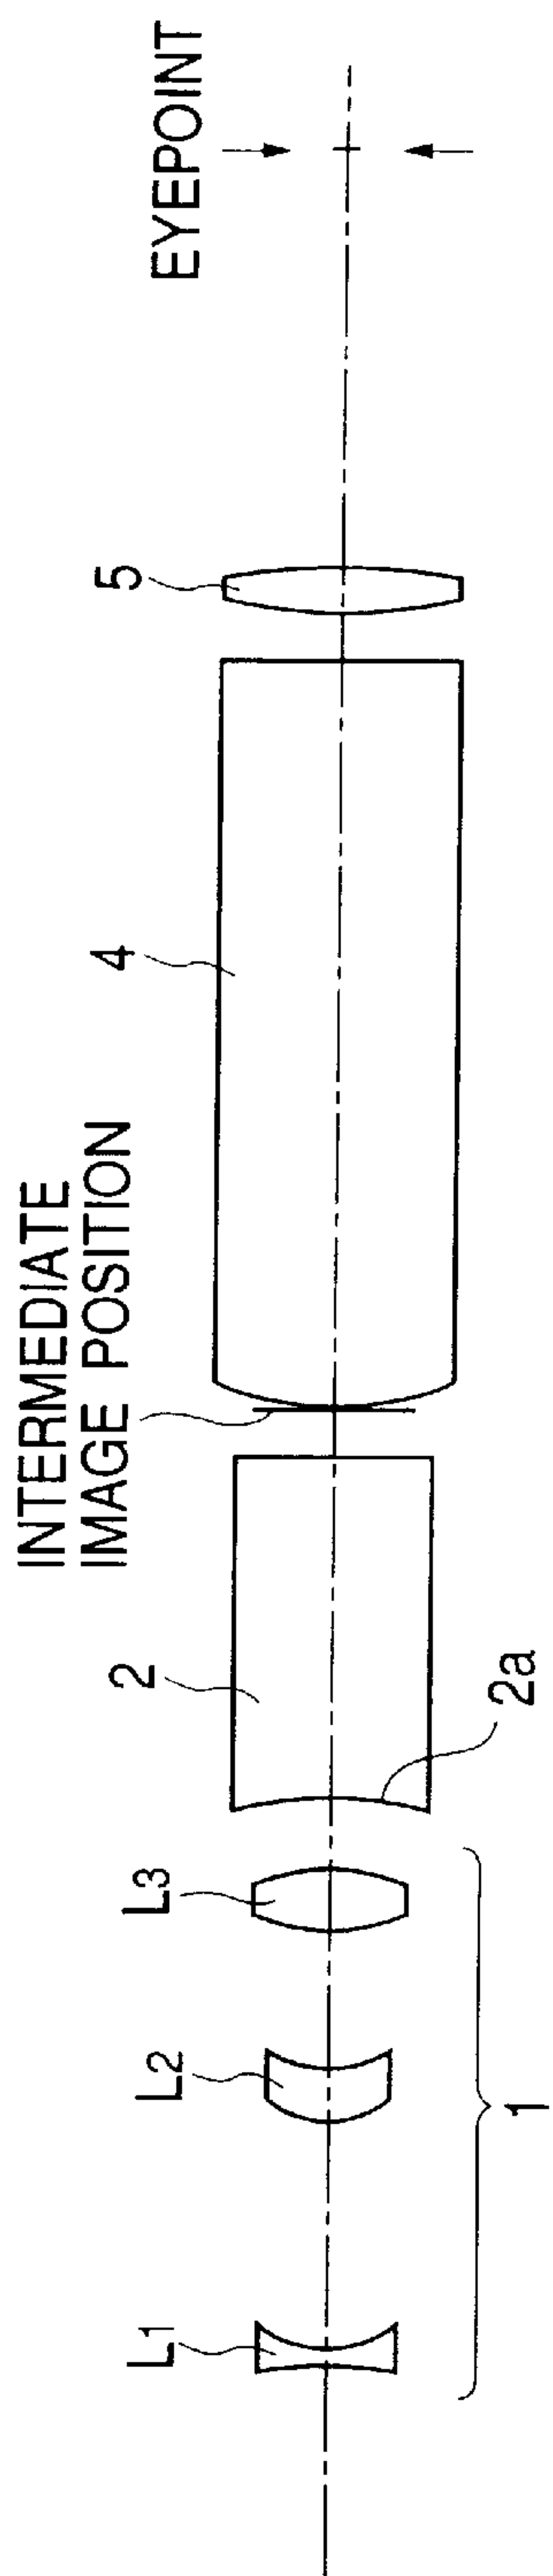 EYEPOINT
5
4
INTERMEDIATE
IMAGE POSITION
2
2a
L3
L2
1
L1